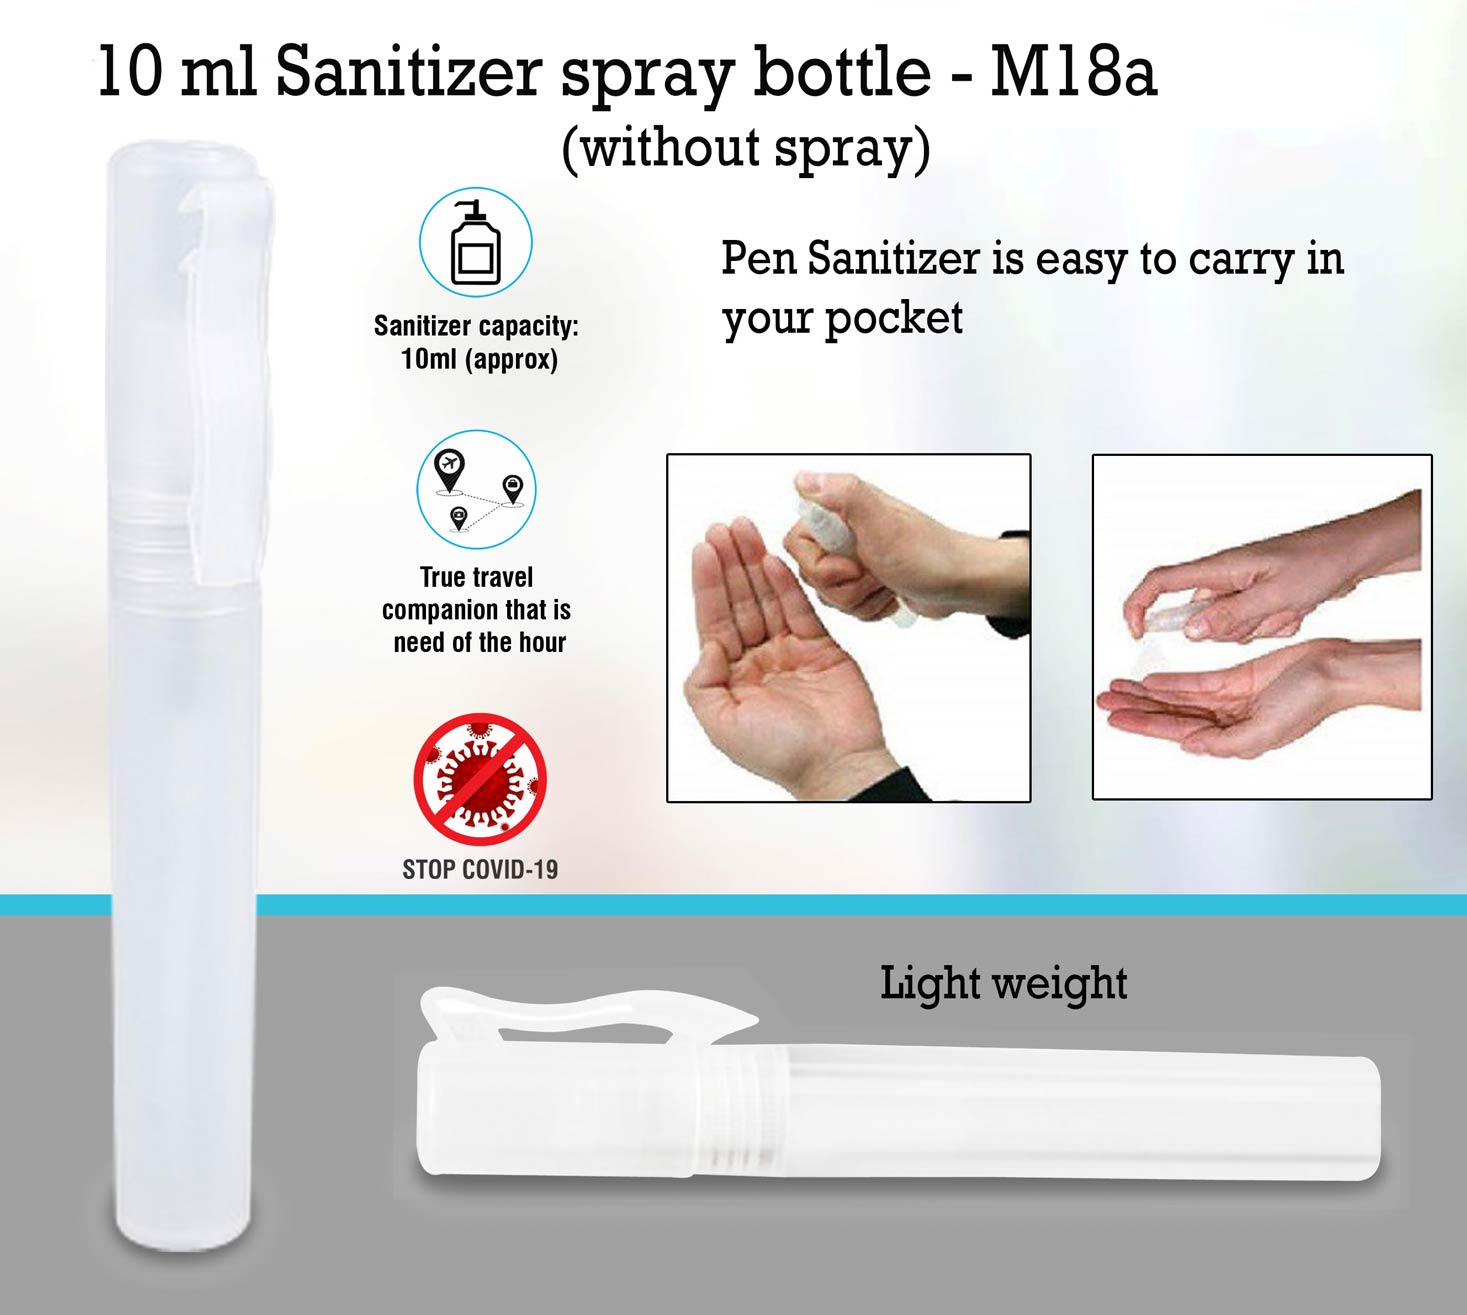 10 ml Sanitizer spray bottle - M18a
(without spray)
Sanitizer capacity:
10ml (approx)
Pen Sanitizer is easy to carry in
your pocket
True travel
companion that is
need of the hour
STOP COVID-19
Light weight